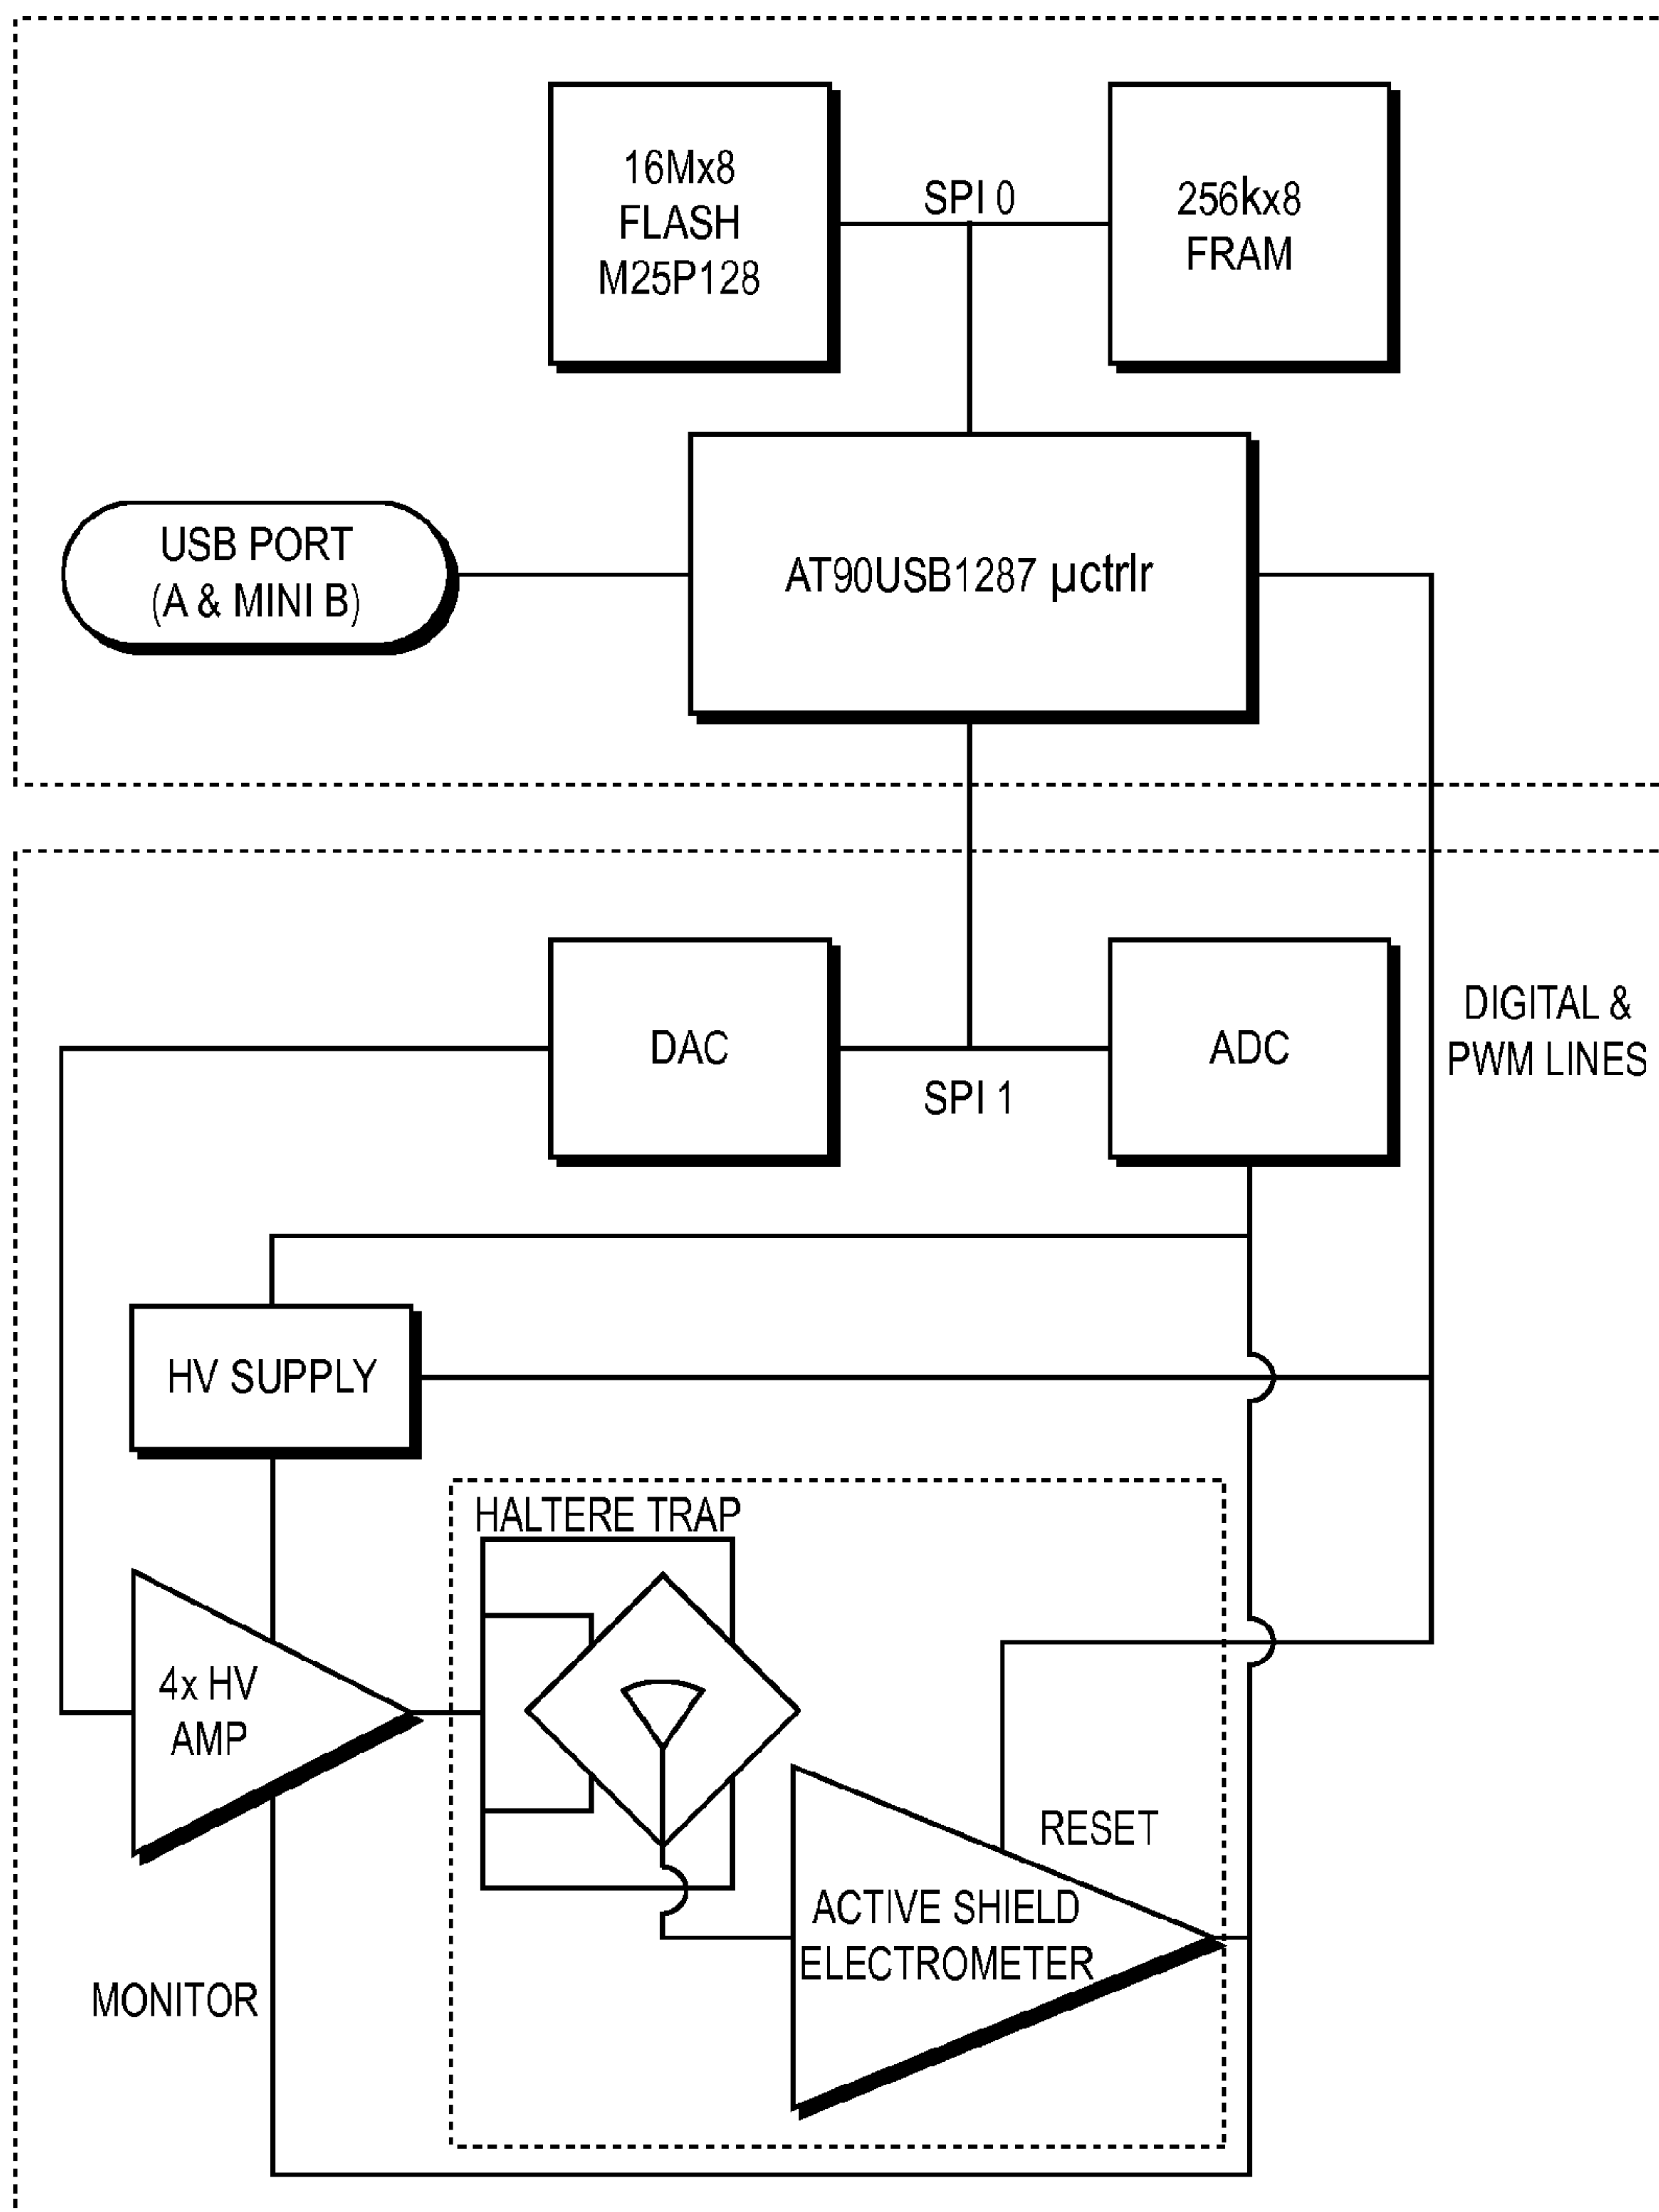 16Mx8
FLASH
M25P128
SPI 0
256kx8
FRAM
USB PORT
(A & MINI B)
AT90USB1287 µctrlr
DAC
SPI 1
ADC
DIGITAL &
PWM LINES
HV SUPPLY
HALTERE TRAP
4x HV
AMP
RESET
ACTIVE SHIELD
ELECTROMETER
MONITOR